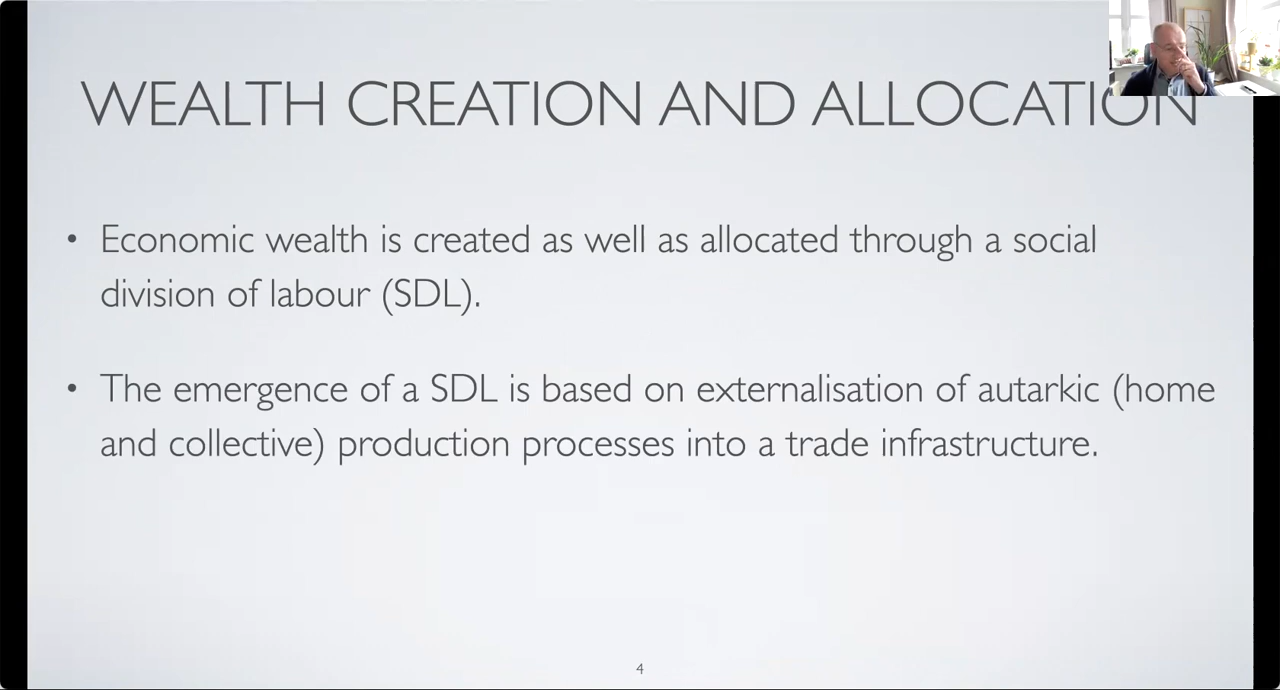 WEALTH CREATION AND ALLOCATION
• Economic wealth is created as well as allocated through a social
division of labour (SDL).
• The emergence of a SDL is based on externalisation of autarkic (home
and collective) production processes into a trade infrastructure.
4